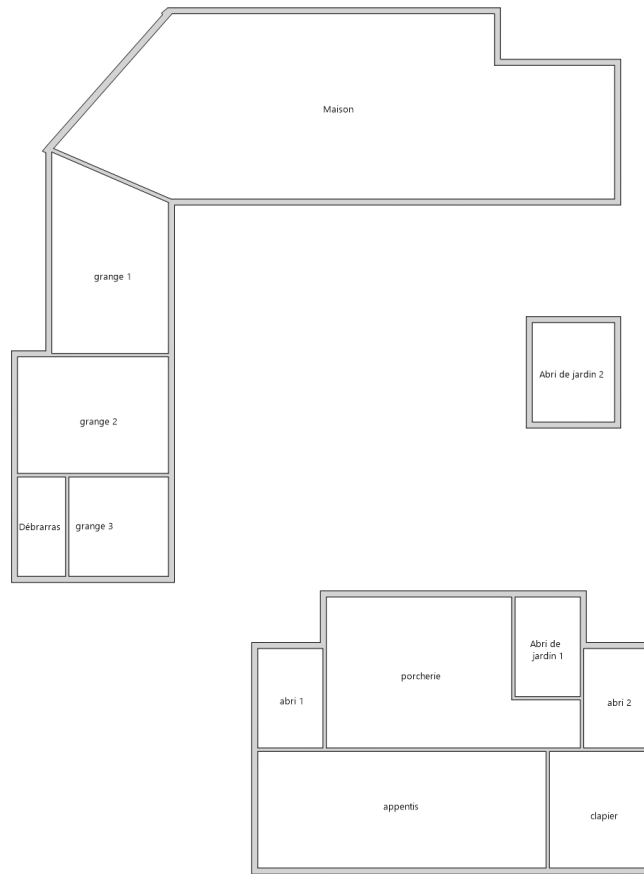 Maison
grange 1
Abri de jardin 2
grange 2
Débrarras
grange 3
Abri de
jardin 1
porcherie
abri 1
abri 2
appentis
clapier